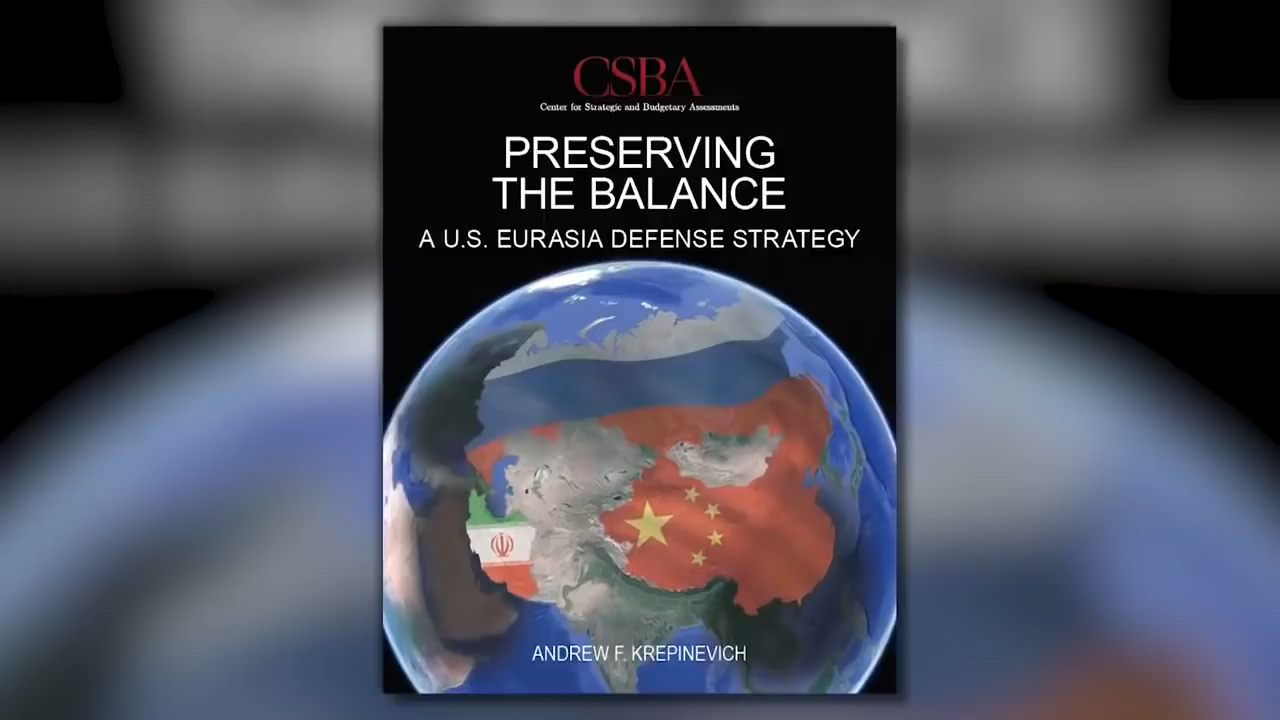 CSBA
Center for Strategic and Budgetary Assessments
PRESERVING
THE BALANCE
A U.S. EURASIA DEFENSE STRATEGY
ANDREW F. KREPINEVICH